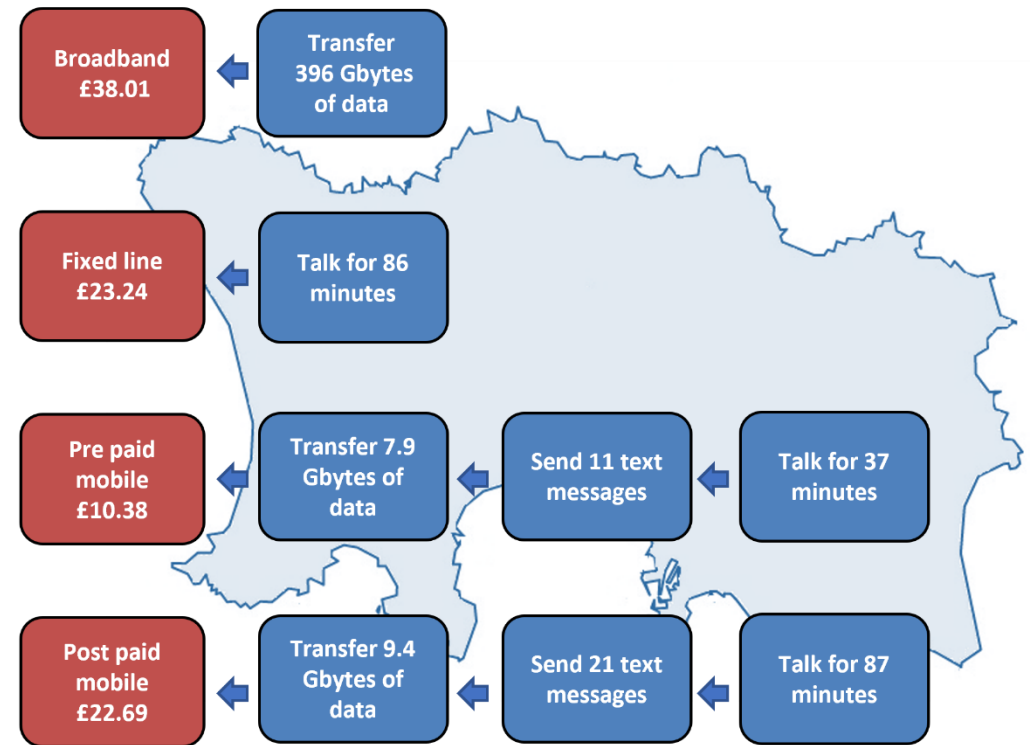 Broadband
£38.01
Transfer
396 Gbytes
of data
Fixed line
£23.24
Talk for 86
minutes
Pre paid
mobile
£10.38
Transfer 7.9
Gbytes of
data
Send 11 text
messages
Talk for 37
minutes
Post paid
mobile
£22.69
Transfer 9.4
Gbytes of
data
Send 21 text
messages
Talk for 87
minutes